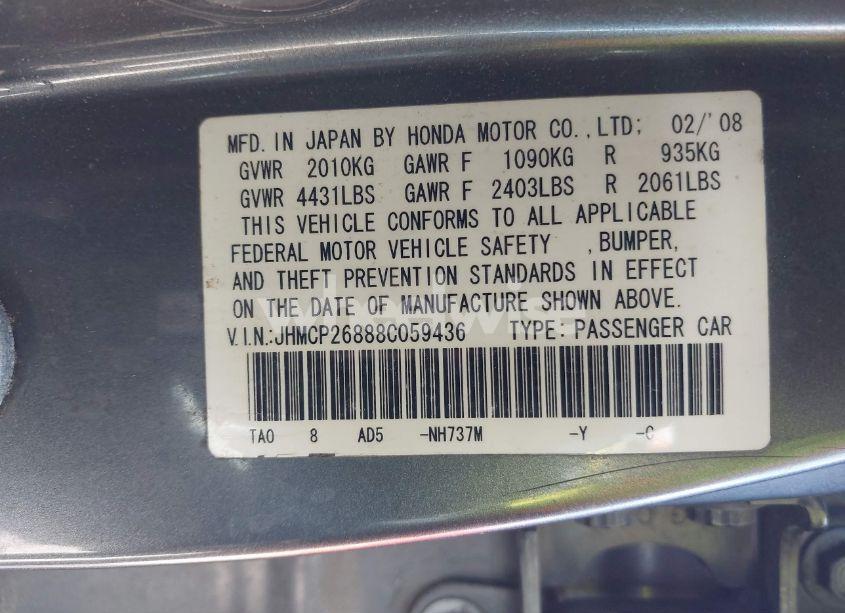 MFD. IN JAPAN BY HONDA MOTOR CO., LTD; 02/'08
GVWR 2010KG GAWR F 1090KG R 935KG
GVWR 4431LBS GAWR F 2403LBS R 2061LBS
THIS VEHICLE CONFORMS TO ALL APPLICABLE
FEDERAL MOTOR VEHICLE SAFETY , BUMPER,
AND THEFT PREVENTION STANDARDS IN EFFECT
ON THE DATE OF MANUFACTURE SHOWN ABOVE.
wheelwise
V.I.N.:JHMCP26888C059436 TYPE: PASSENGER CAR
TA0 8 AD5 -NH737M -Y -C